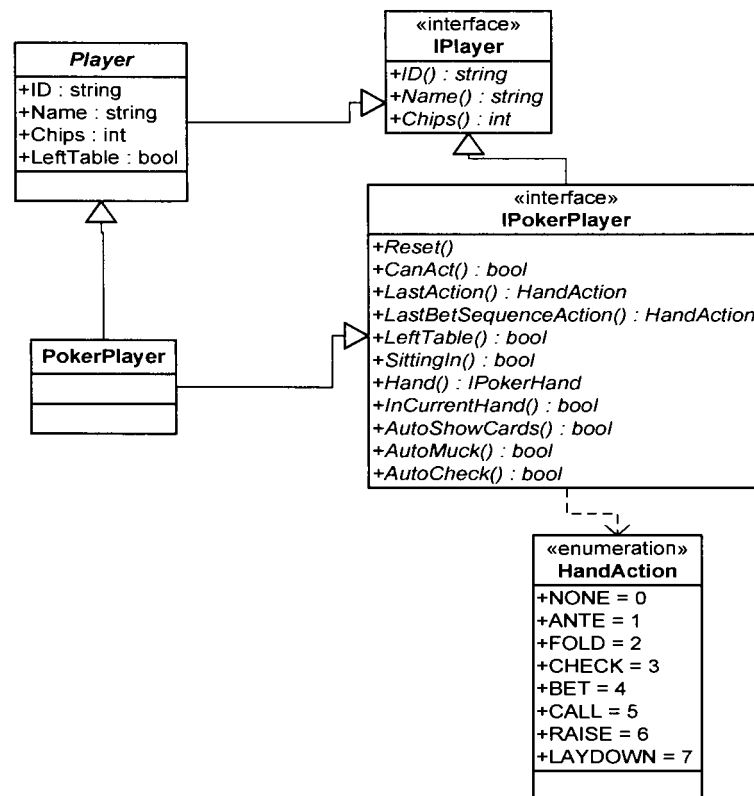 Player
+ID : string
+Name : string
+Chips : int
+LeftTable : bool
«interface»
IPlayer
+ID() : string
+Name() : string
+Chips() : int
«interface»
IPokerPlayer
+Reset()
+CanAct() : bool
+LastAction() : HandAction
+LastBetSequenceAction() : HandAction
+LeftTable() : bool
+SittingIn() : bool
+Hand() : IPokerHand
+InCurrentHand() : bool
+AutoShowCards() : bool
+AutoMuck() : bool
+AutoCheck() : bool
PokerPlayer
«enumeration»
HandAction
+NONE = 0
+ANTE = 1
+FOLD = 2
+CHECK = 3
+BET = 4
+CALL = 5
+RAISE = 6
+LAYDOWN = 7